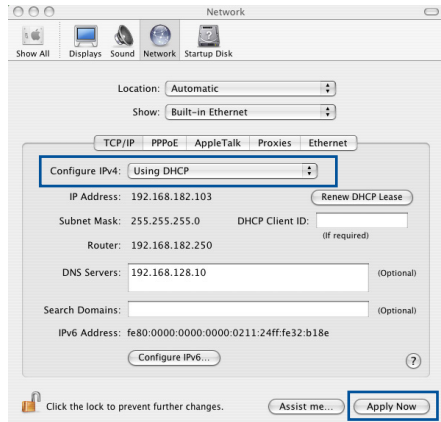 Network
Show All Displays Sound Network Startup Disk
Location: Automatic
Show: Built-in Ethernet
TCP/IP PPPoE AppleTalk Proxies Ethernet
Configure IPv4: Using DHCP
IP Address: 192.168.182.103 Renew DHCP Lease
Subnet Mask: 255.255.255.0 DHCP Client ID:
(If required)
Router: 192.168.182.250
DNS Servers: 192.168.128.10 (Optional)
Search Domains: (Optional)
IPv6 Address: fe80:0000:0000:0000:0211:24ff:fe32:b18e
Configure IPv6... ?
Click the lock to prevent further changes. Assist me... Apply Now